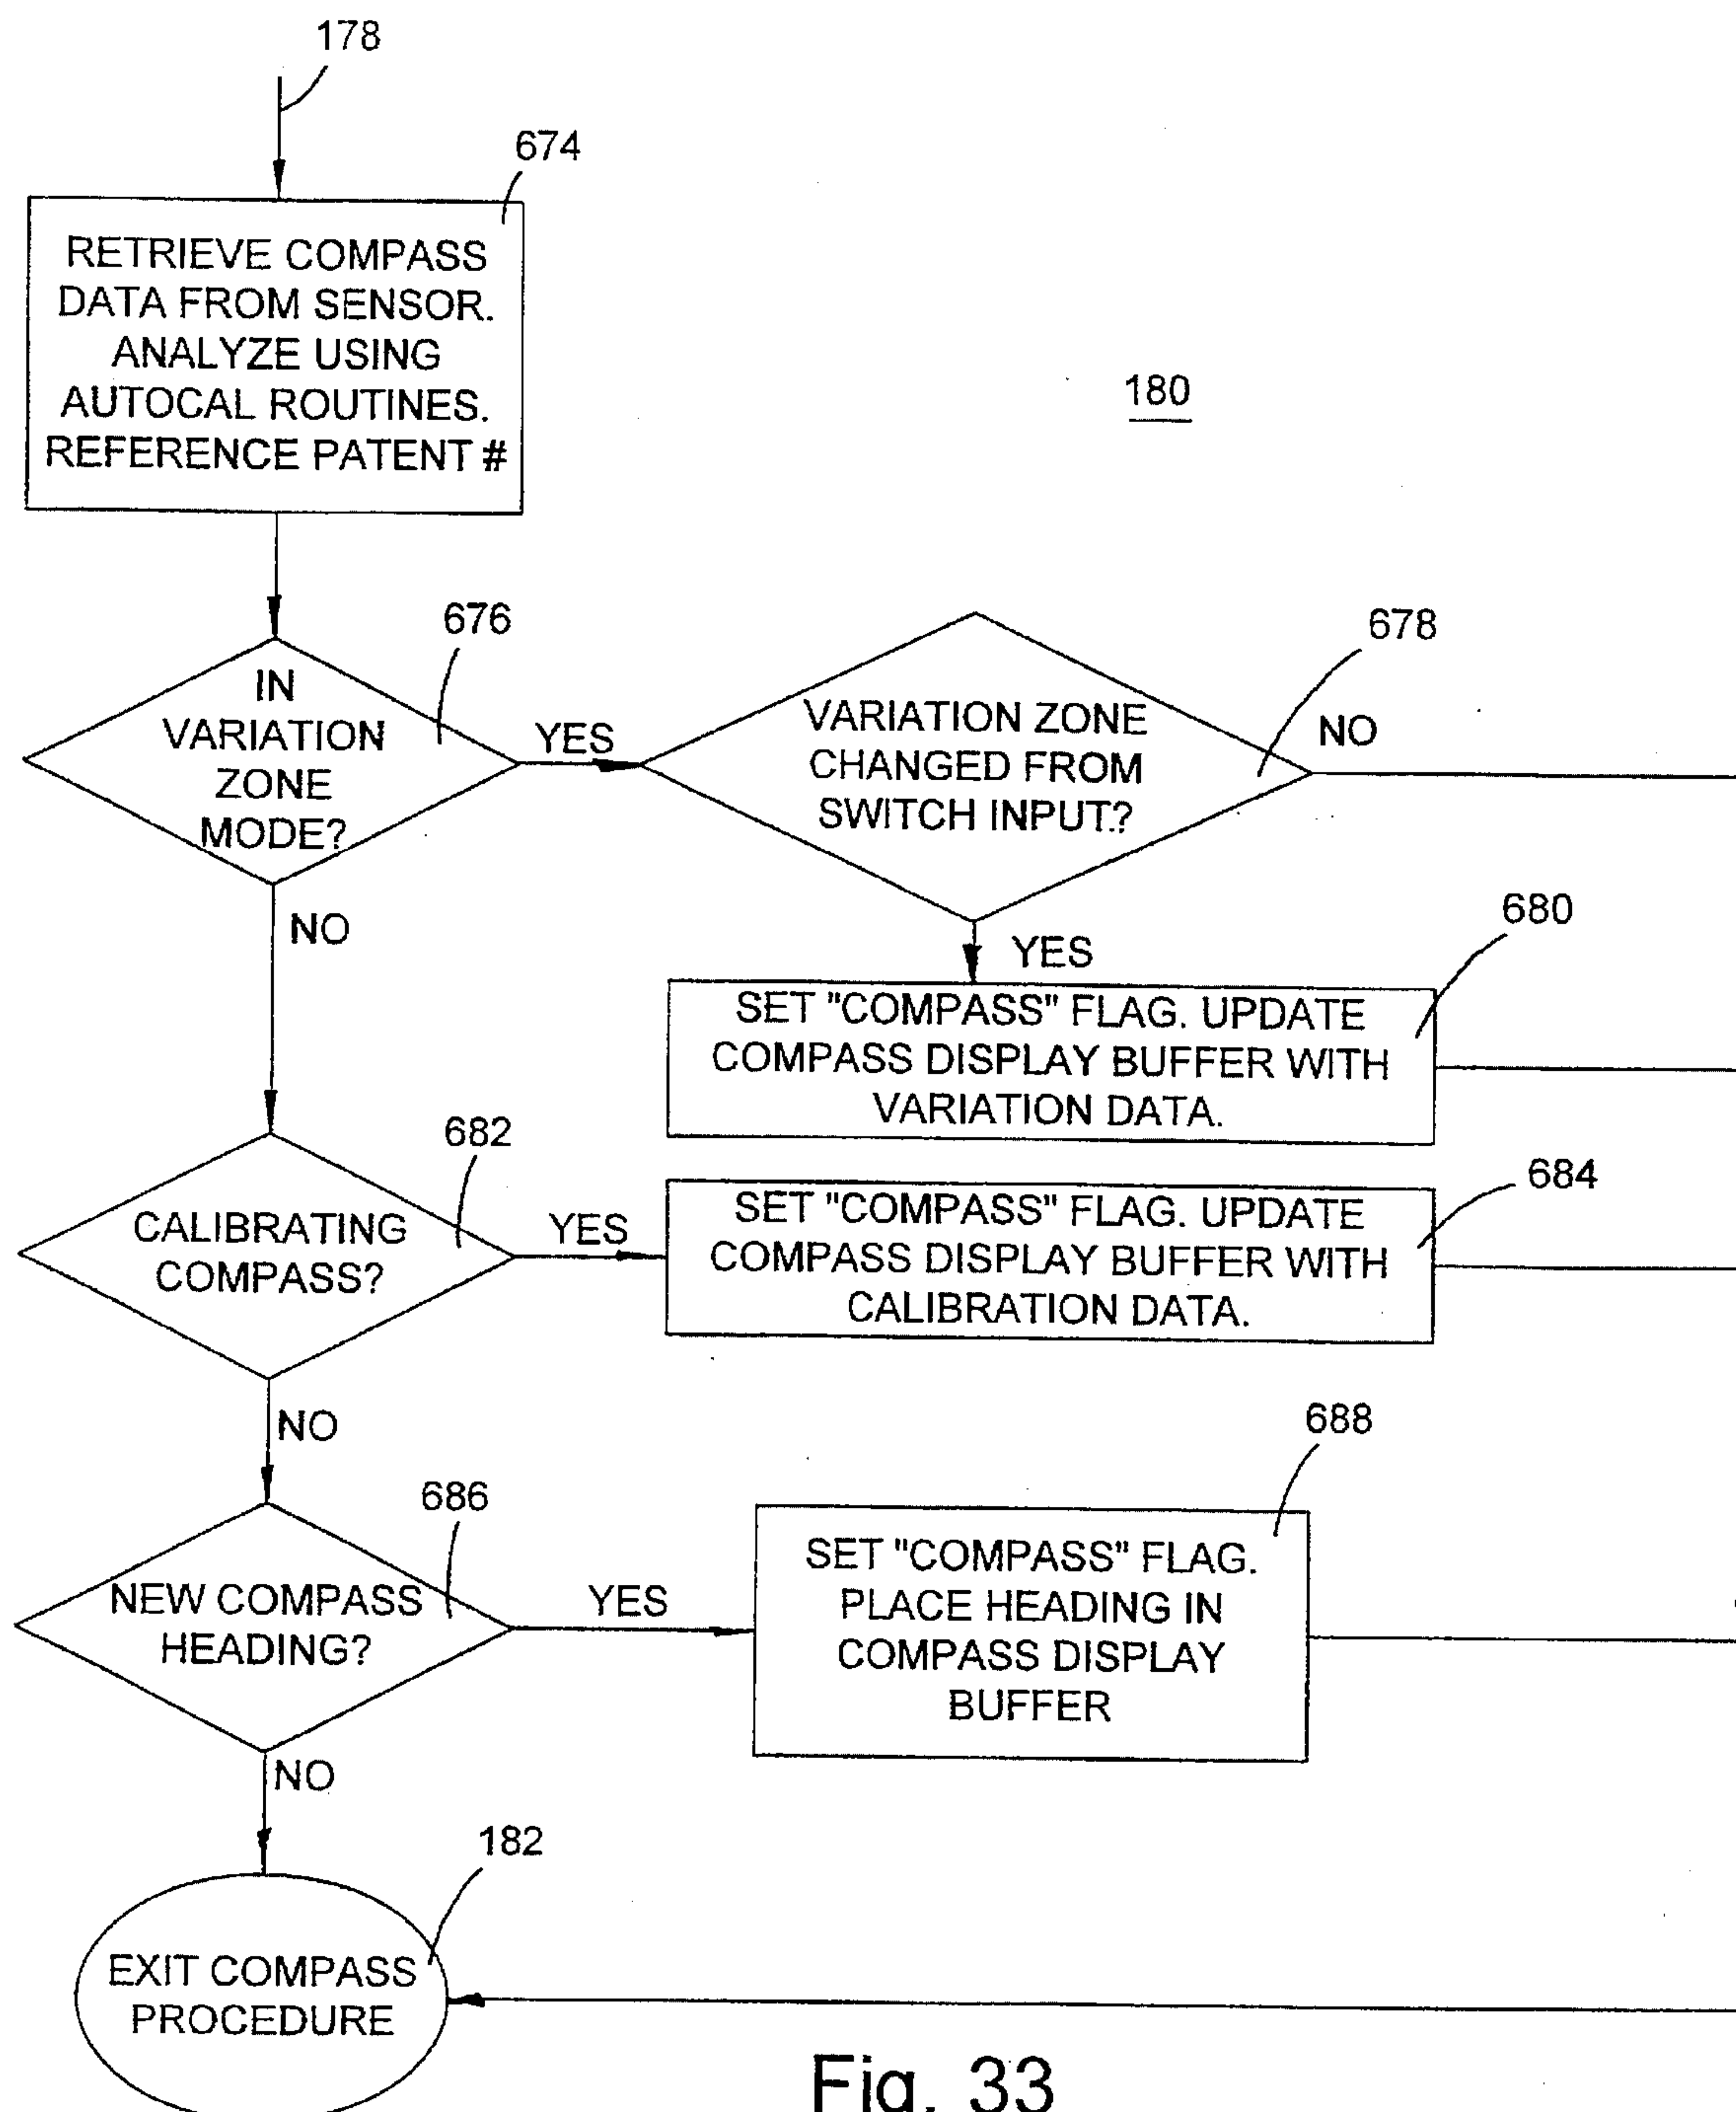 178
674
RETRIEVE COMPASS
DATA FROM SENSOR.
ANALYZE USING
AUTOCAL ROUTINES.
REFERENCE PATENT #
180
676
IN
VARIATION
ZONE
MODE?
YES
678
VARIATION ZONE
CHANGED FROM
SWITCH INPUT?
NO
NO
YES
680
SET "COMPASS" FLAG. UPDATE
COMPASS DISPLAY BUFFER WITH
VARIATION DATA.
682
CALIBRATING
COMPASS?
YES
684
SET "COMPASS" FLAG. UPDATE
COMPASS DISPLAY BUFFER WITH
CALIBRATION DATA.
NO
686
NEW COMPASS
HEADING?
YES
688
SET "COMPASS" FLAG.
PLACE HEADING IN
COMPASS DISPLAY
BUFFER
NO
182
EXIT COMPASS
PROCEDURE
Fig. 33